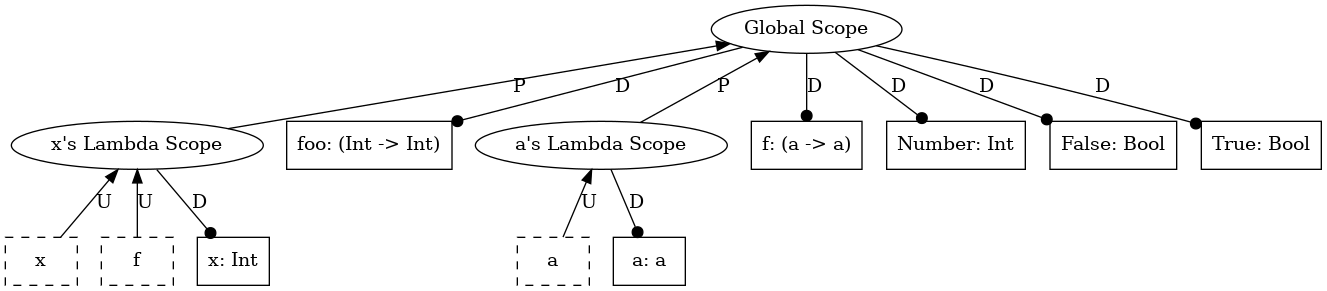 Global Scope
P
D
P
D
D
D
D
x's Lambda Scope
foo: (Int -> Int)
a's Lambda Scope
f: (a -> a)
Number: Int
False: Bool
True: Bool
U
U
D
U
D
x
f
x: Int
a
a: a